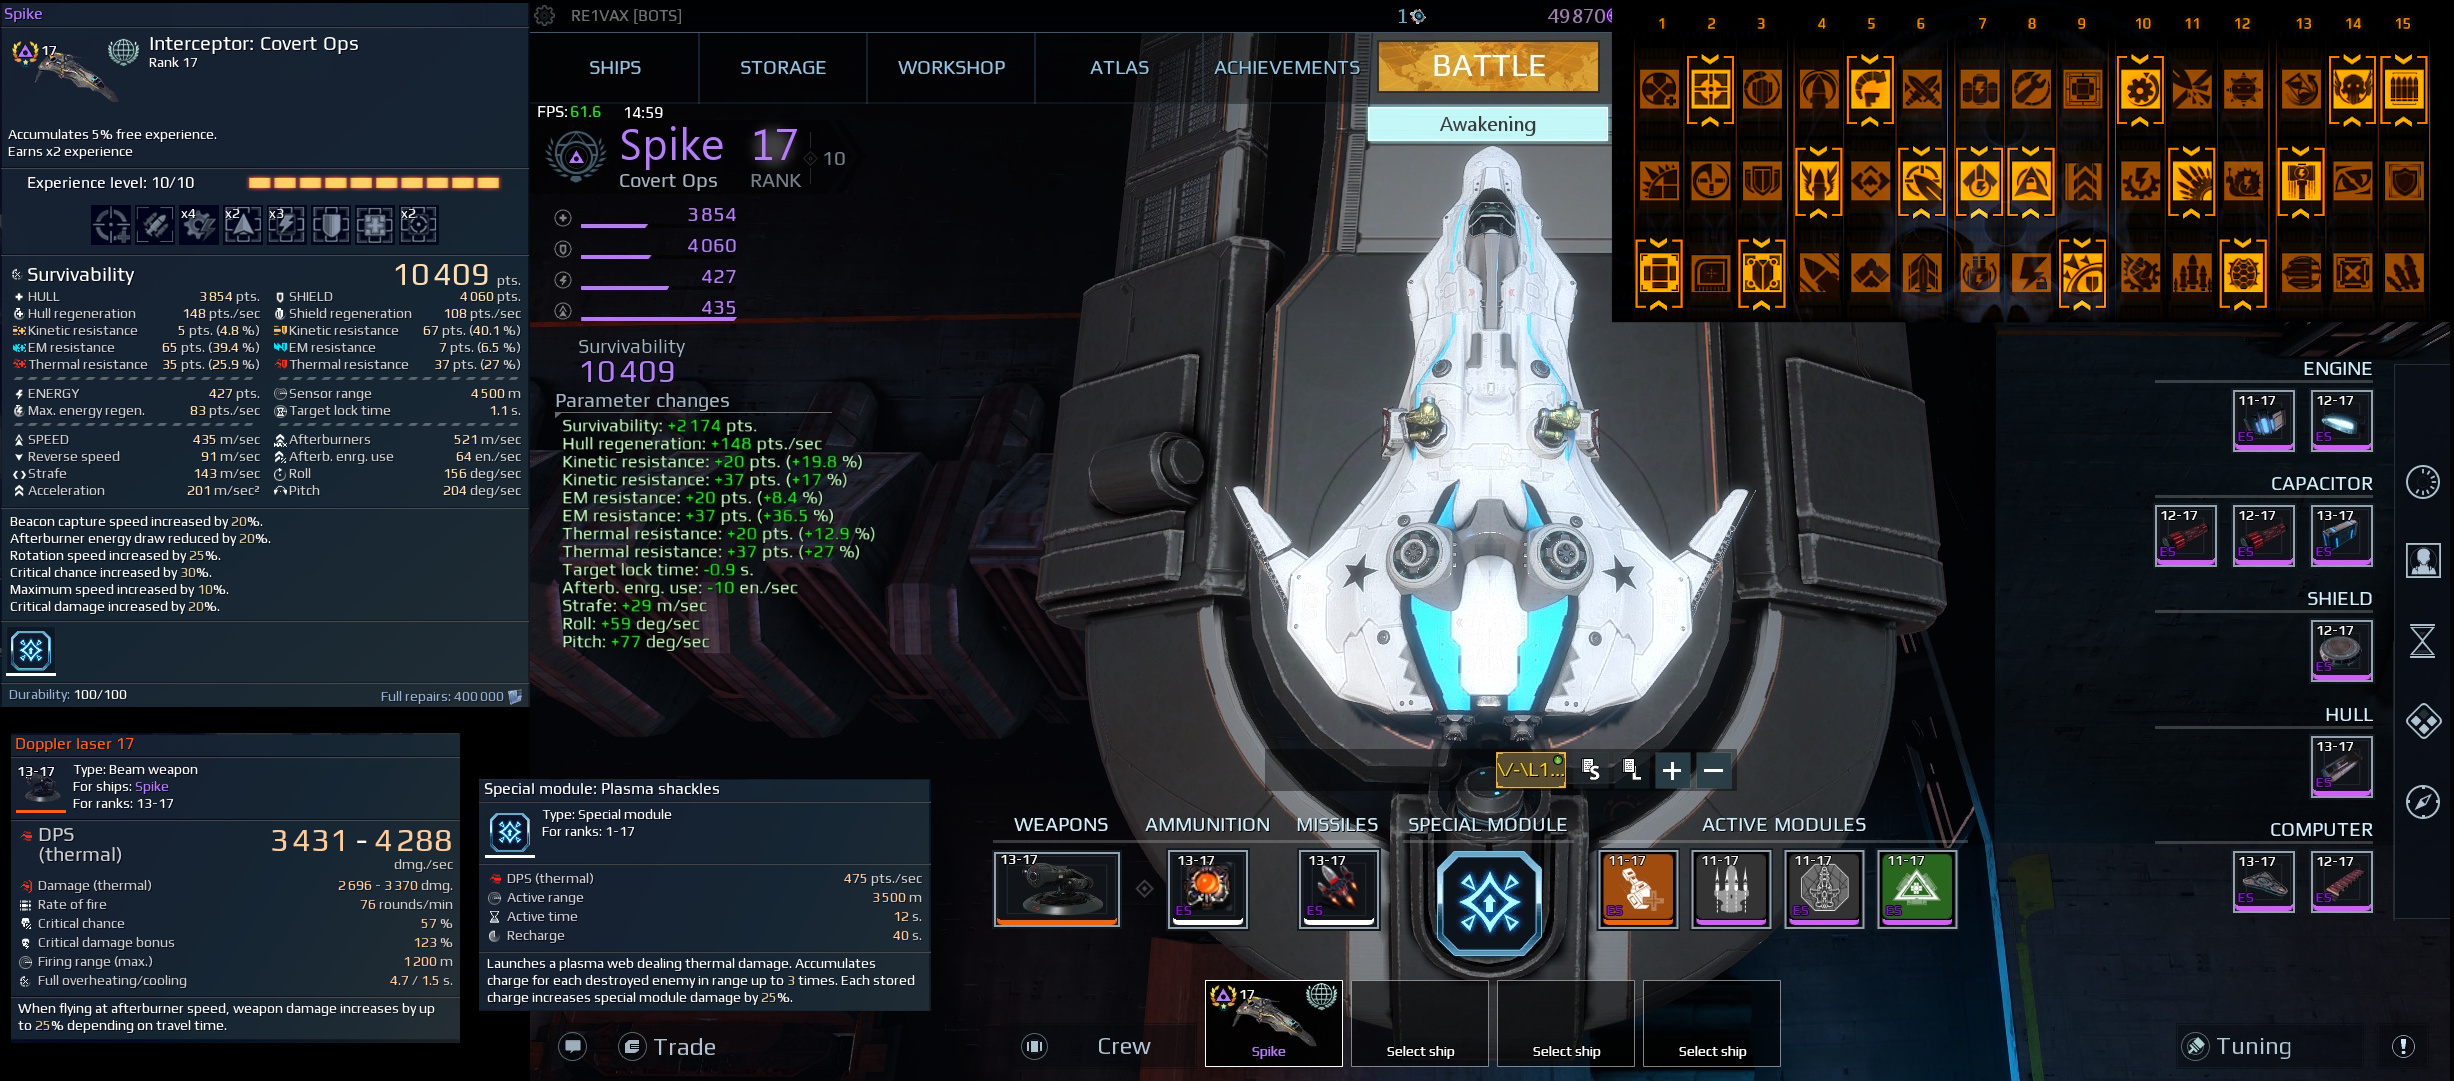 Spike
17
Interceptor: Covert Ops
Rank 17
Accumulates 5% free experience.
Earns x2 experience
Experience level: 10/10
x4
x2
x3
x2
Survivability
10 409 pts.
HULL 3 854 pts.
Hull regeneration 148 pts./sec
Kinetic resistance 5 pts. (4.8 %)
EM resistance 65 pts. (39.4 %)
Thermal resistance 35 pts. (25.9 %)
SHIELD 4 060 pts.
Shield regeneration 108 pts./sec
Kinetic resistance 67 pts. (40.1 %)
EM resistance 7 pts. (6.5 %)
Thermal resistance 37 pts. (27 %)
ENERGY 427 pts.
Max. energy regen. 83 pts./sec
Sensor range 4 500 m
Target lock time 1.1 s.
SPEED 435 m/sec
Reverse speed 91 m/sec
Strafe 143 m/sec
Acceleration 201 m/sec²
Afterburners 521 m/sec
Afterb. enrg. use 64 en./sec
Roll 156 deg/sec
Pitch 204 deg/sec
Beacon capture speed increased by 20%.
Afterburner energy draw reduced by 20%.
Rotation speed increased by 25%.
Critical chance increased by 30%.
Maximum speed increased by 10%.
Critical damage increased by 20%.
Durability: 100/100
Full repairs: 400 000
Doppler laser 17
13-17
Type: Beam weapon
For ships: Spike
For ranks: 13-17
DPS
(thermal)
3 431 - 4 288
dmg./sec
Damage (thermal) 2 696 - 3 370 dmg.
Rate of fire 76 rounds/min
Critical chance 57 %
Critical damage bonus 123 %
Firing range (max.) 1 200 m
Full overheating/cooling 4.7 / 1.5 s.
When flying at afterburner speed, weapon damage increases by up
to 25% depending on travel time.
Special module: Plasma shackles
Type: Special module
For ranks: 1-17
DPS (thermal) 475 pts./sec
Active range 3 500 m
Active time 12 s.
Recharge 40 s.
Launches a plasma web dealing thermal damage. Accumulates
charge for each destroyed enemy in range up to 3 times. Each stored
charge increases special module damage by 25%.
RE1VAX [BOTS]
1
49 870
SHIPS
STORAGE
WORKSHOP
ATLAS
ACHIEVEMENTS
BATTLE
Awakening
FPS: 61.6
14:59
Spike
Covert Ops
17
RANK
10
3 854
4 060
427
435
Survivability
10 409
Parameter changes
Survivability: +2 174 pts.
Hull regeneration: +148 pts./sec
Kinetic resistance: +20 pts. (+19.8 %)
Kinetic resistance: +37 pts. (+17 %)
EM resistance: +20 pts. (+8.4 %)
EM resistance: +37 pts. (+36.5 %)
Thermal resistance: +20 pts. (+12.9 %)
Thermal resistance: +37 pts. (+27 %)
Target lock time: -0.9 s.
Afterb. enrg. use: -10 en./sec
Strafe: +29 m/sec
Roll: +59 deg/sec
Pitch: +77 deg/sec
1 2 3 4 5 6 7 8 9 10 11 12 13 14 15
ENGINE
11-17 ES
12-17 ES
CAPACITOR
12-17 ES
12-17 ES
13-17 ES
SHIELD
12-17 ES
HULL
13-17 ES
COMPUTER
13-17 ES
12-17 ES
\/-\L1...
S
L
WEAPONS
13-17
AMMUNITION
13-17 ES
MISSILES
13-17 ES
SPECIAL MODULE
ACTIVE MODULES
11-17 ES
11-17
11-17 ES
11-17 ES
Trade
Crew
17
Spike
Select ship
Select ship
Select ship
Tuning